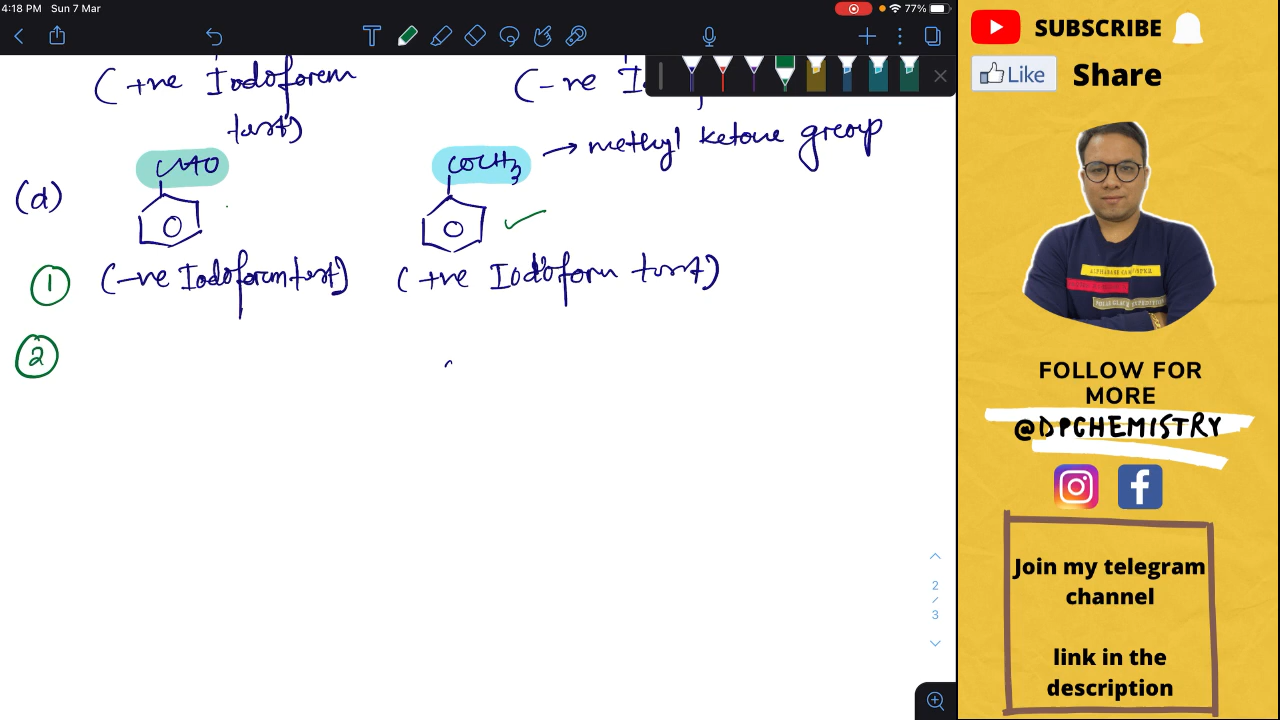 4:18 PM Sun 7 Mar
77%
(+ve Iodoform
test)
(-ve I
CHO
COCH3 → methyl ketone group
(d)
1 (-ve Iodoform test) (+ve Iodoform test)
2
2
/
3
SUBSCRIBE
Like Share
ALPHABASE
FOLLOW FOR
MORE
@DPCHEMISTRY
Join my telegram
channel
link in the
description